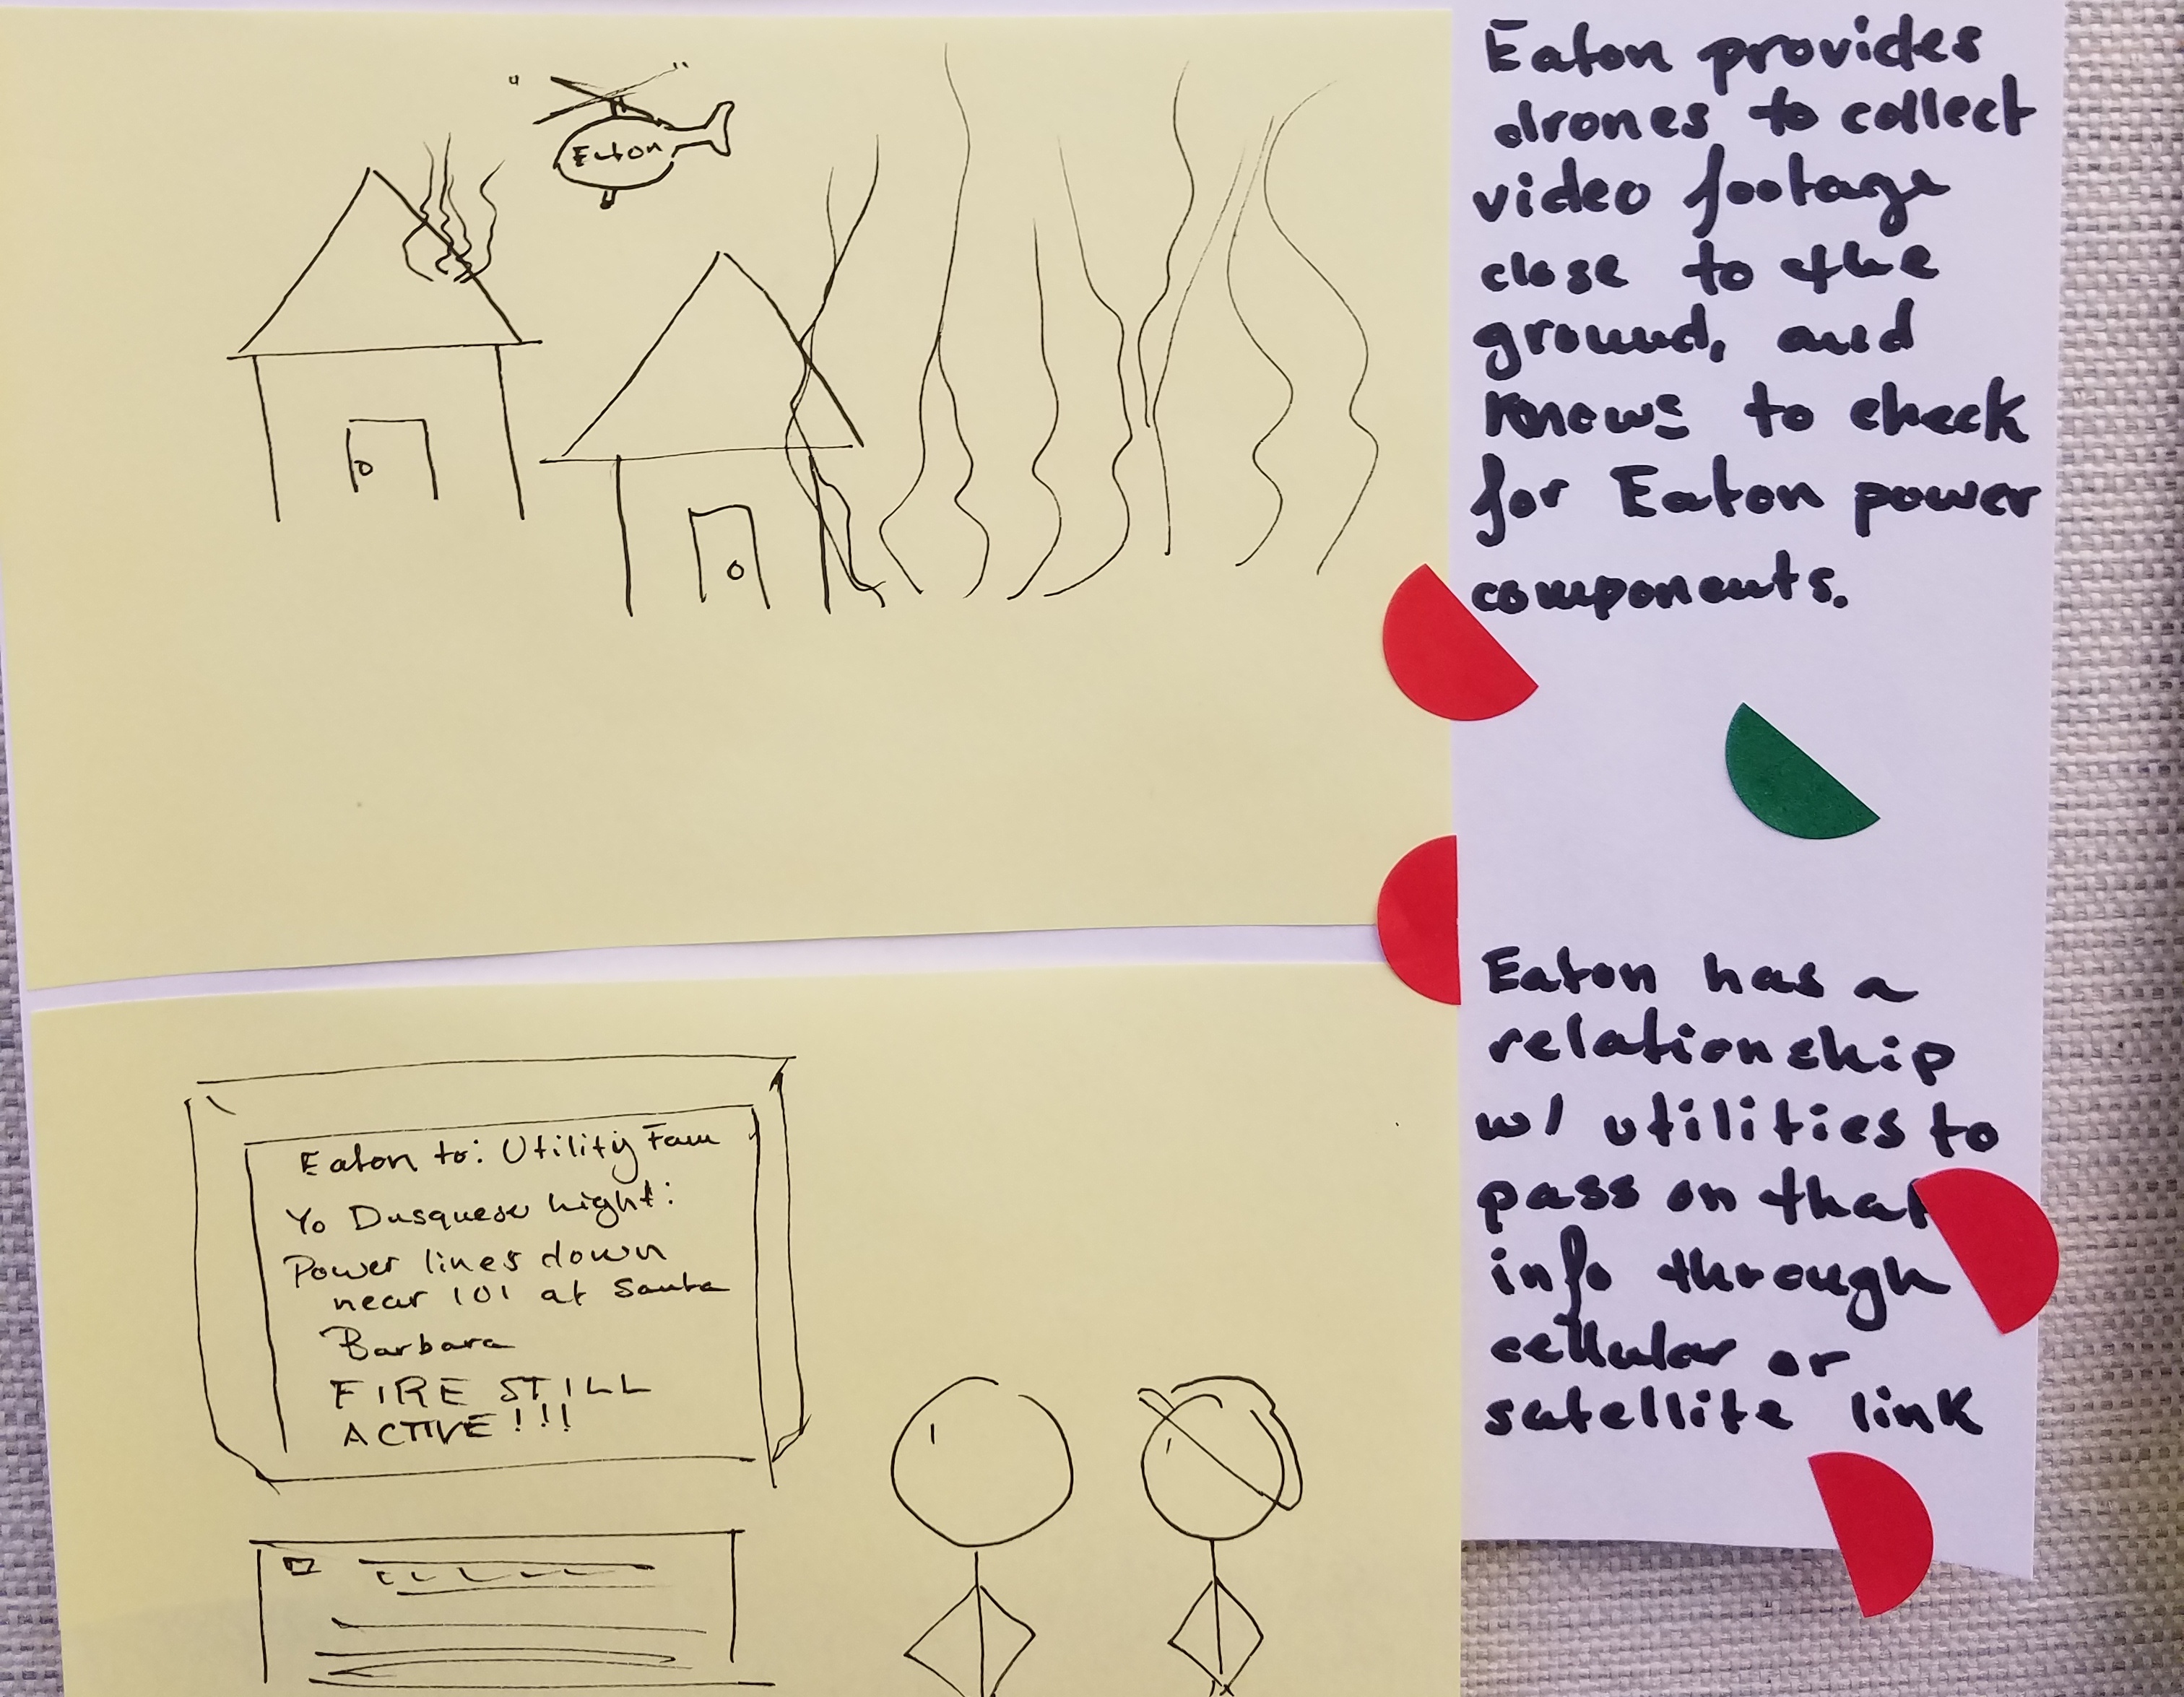 Eaton
Eaton provides
drones to collect
video footage
close to the
ground, and
knows to check
for Eaton power
components.
Eaton to: Utility Fam
Yo Dusquese hight:
Power lines down
near 101 at Santa
Barbara
FIRE STILL
ACTIVE!!!
Eaton has a
relationship
w/ utilities to
pass on that
info through
cellular or
satellite link